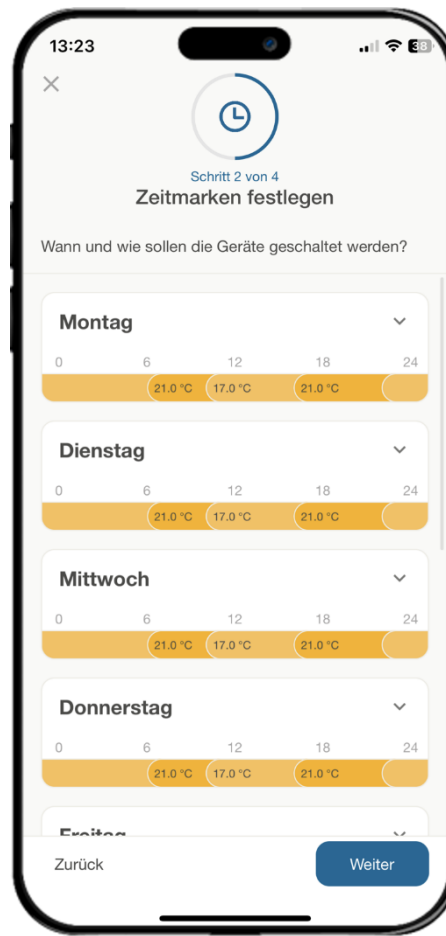 13:23
38
Schritt 2 von 4
Zeitmarken festlegen
Wann und wie sollen die Geräte geschaltet werden?
Montag
0 6 12 18 24
21.0 °C 17.0 °C 21.0 °C
Dienstag
0 6 12 18 24
21.0 °C 17.0 °C 21.0 °C
Mittwoch
0 6 12 18 24
21.0 °C 17.0 °C 21.0 °C
Donnerstag
0 6 12 18 24
21.0 °C 17.0 °C 21.0 °C
Freitag
Zurück Weiter